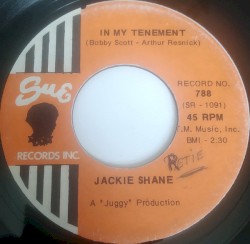 IN MY TENEMENT
(Bobby Scott - Arthur Resnick)
Sue
RECORDS INC.
RECORD NO.
788
(SR - 1091)
45 RPM
I.M. Music, Inc.
BMI - 2:30
JACKIE SHANE
A "Juggy" Production